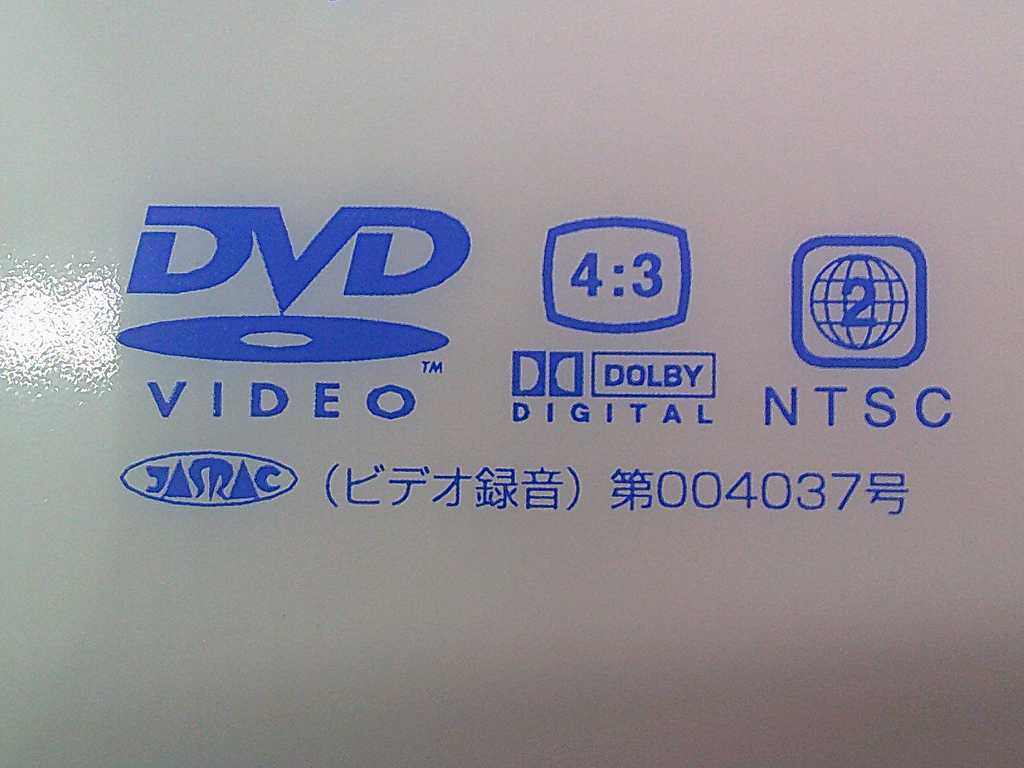 DVD
VIDEO™
4:3
DOLBY
DIGITAL
2
NTSC
JASRAC (ビデオ録音) 第004037号